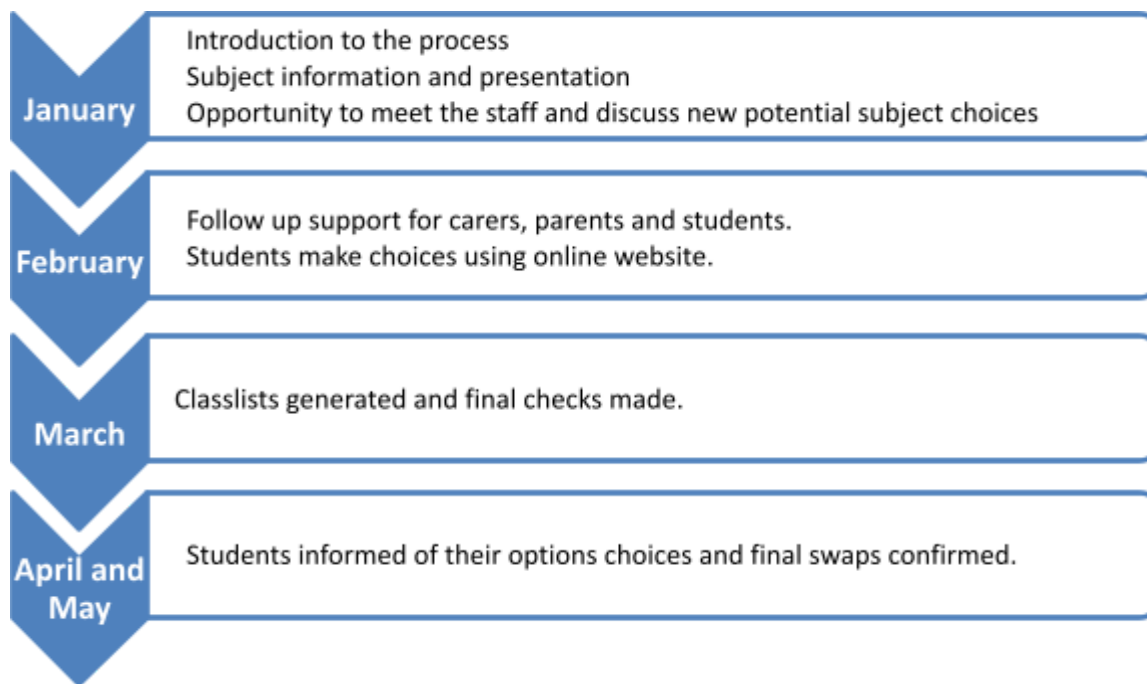 January
Introduction to the process
Subject information and presentation
Opportunity to meet the staff and discuss new potential subject choices
February
Follow up support for carers, parents and students.
Students make choices using online website.
March
Classlists generated and final checks made.
April and
May
Students informed of their options choices and final swaps confirmed.